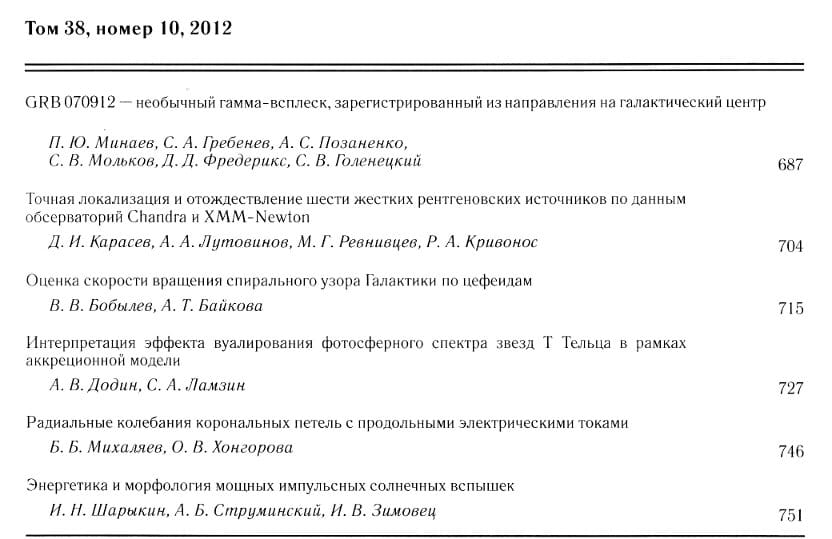 Том 38, номер 10, 2012
GRB 070912 — необычный гамма-всплеск, зарегистрированный из направления на галактический центр
П. Ю. Минаев, С. А. Гребенев, А. С. Позаненко,
С. В. Мольков, Д. Д. Фредерикс, С. В. Голенецкий 687
Точная локализация и отождествление шести жестких рентгеновских источников по данным
обсерваторий Chandra и XMM-Newton
Д. И. Карасев, А. А. Лутовинов, М. Г. Ревнивцев, Р. А. Кривонос 704
Оценка скорости вращения спирального узора Галактики по цефеидам
В. В. Бобылев, А. Т. Байкова 715
Интерпретация эффекта вуалирования фотосферного спектра звезд Т Тельца в рамках
аккреционной модели
А. В. Додин, С. А. Ламзин 727
Радиальные колебания корональных петель с продольными электрическими токами
Б. Б. Михаляев, О. В. Хонгорова 746
Энергетика и морфология мощных импульсных солнечных вспышек
И. Н. Шарыкин, А. Б. Струминский, И. В. Зимовец 751